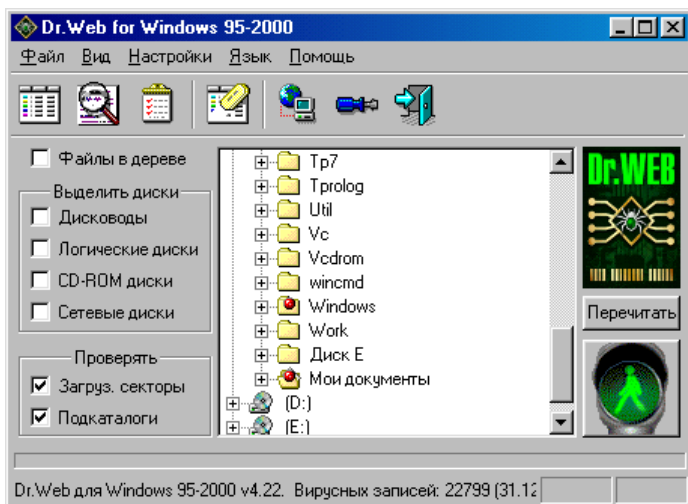 Dr.Web for Windows 95-2000
Файл Вид Настройки Язык Помощь
Файлы в дереве
Выделить диски
Дисководы
Логические диски
CD-ROM диски
Сетевые диски
Проверять
Загруз. секторы
Подкаталоги
Tp7
Tprolog
Util
Vc
Vcdrom
wincmd
Windows
Work
Диск E
Мои документы
(D:)
(E:)
Dr.WEB
Перечитать
Dr.Web для Windows 95-2000 v4.22. Вирусных записей: 22799 (31.12